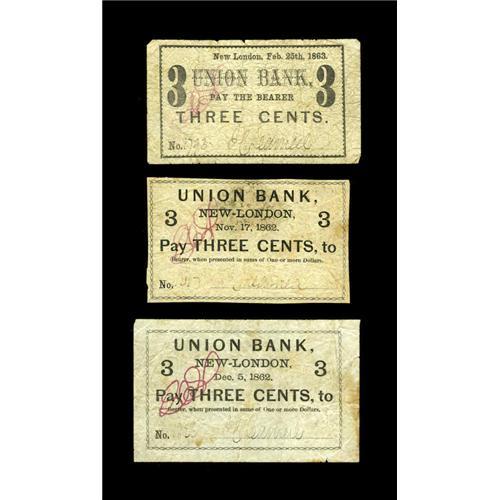 New London, Feb. 25th, 1863.
3 UNION BANK, 3
PAY THE BEARER
THREE CENTS.
No.
UNION BANK,
3 NEW-LONDON, 3
Nov. 17, 1862.
Pay THREE CENTS, to
Bearer, when presented in sums of One or more Dollars.
No.
UNION BANK,
3 NEW-LONDON, 3
Dec. 5, 1862.
Pay THREE CENTS, to
Bearer, when presented in sums of One or more Dollars.
No.